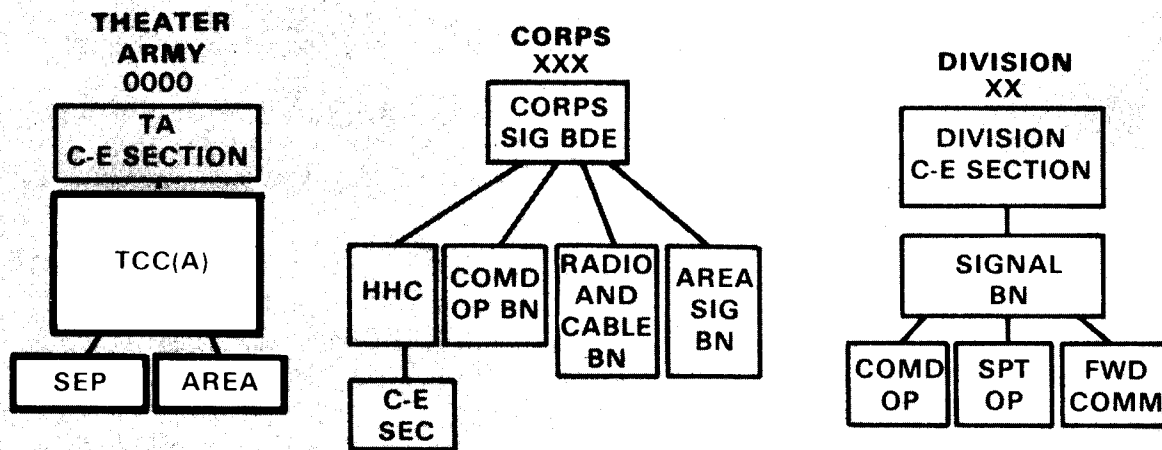 THEATER
ARMY
0000
TA
C-E SECTION
TCC(A)
SEP
AREA
CORPS
XXX
CORPS
SIG BDE
HHC
COMD
OP BN
RADIO
AND
CABLE
BN
AREA
SIG
BN
C-E
SEC
DIVISION
XX
DIVISION
C-E SECTION
SIGNAL
BN
COMD
OP
SPT
OP
FWD
COMM